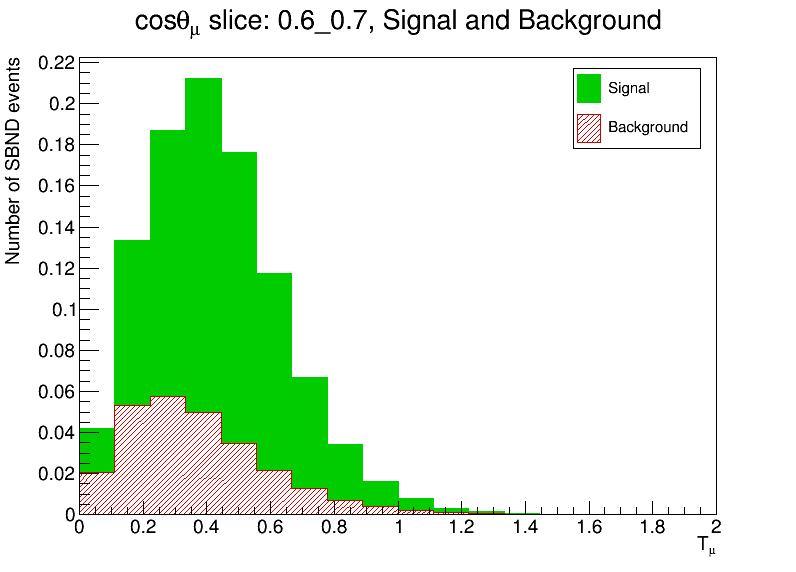 cosθμ slice: 0.6_0.7, Signal and Background
Number of SBND events
0.22
0.2
0.18
0.16
0.14
0.12
0.1
0.08
0.06
0.04
0.02
0
Signal
Background
0 0.2 0.4 0.6 0.8 1 1.2 1.4 1.6 1.8 2
Tμ